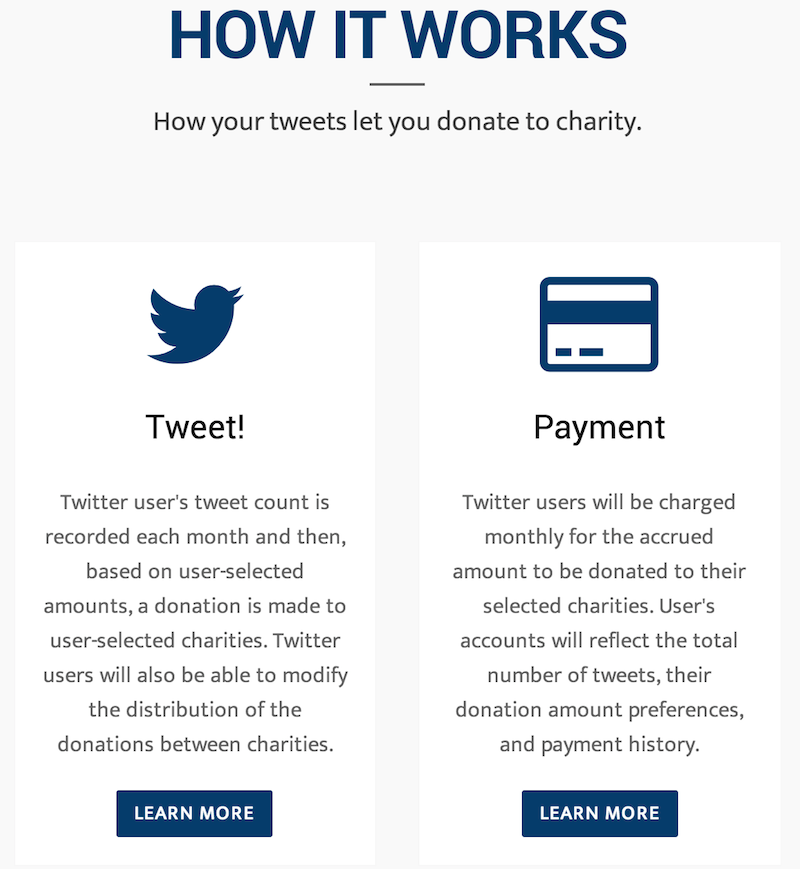 HOW IT WORKS
How your tweets let you donate to charity.
Tweet!
Twitter user's tweet count is
recorded each month and then,
based on user-selected
amounts, a donation is made to
user-selected charities. Twitter
users will also be able to modify
the distribution of the
donations between charities.
LEARN MORE
Payment
Twitter users will be charged
monthly for the accrued
amount to be donated to their
selected charities. User's
accounts will reflect the total
number of tweets, their
donation amount preferences,
and payment history.
LEARN MORE